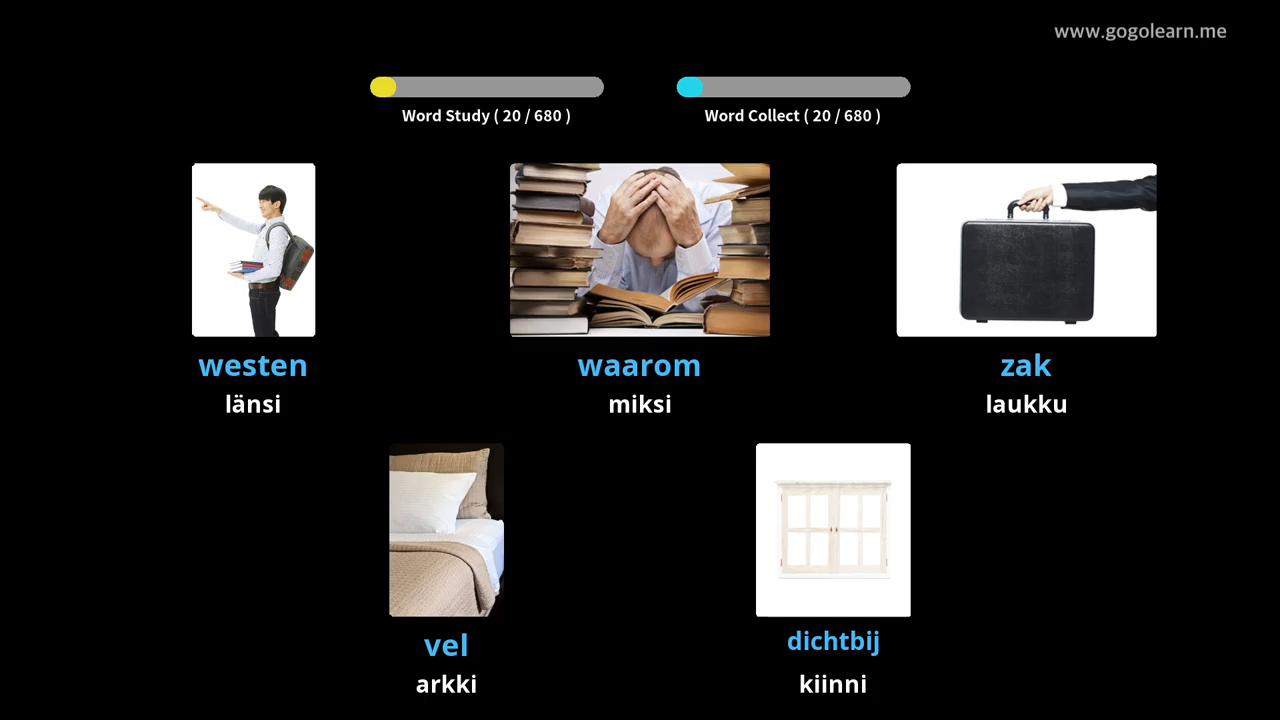 www.gogolearn.me
Word Study ( 20 / 680 )
Word Collect ( 20 / 680 )
westen
länsi
waarom
miksi
zak
laukku
vel
arkki
dichtbij
kiinni